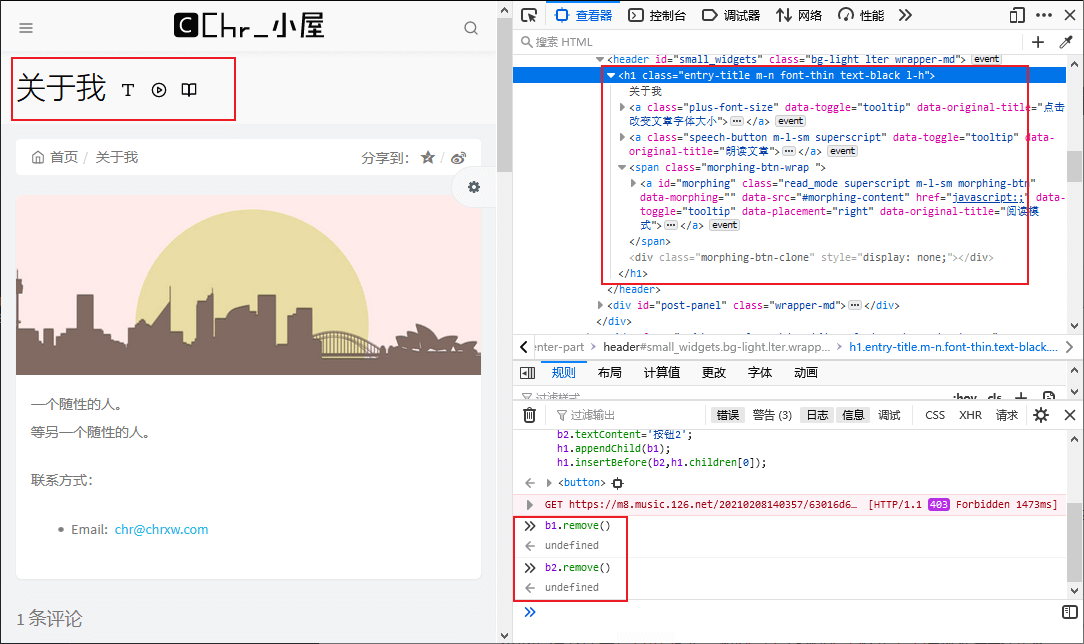 Chr_小屋
关于我 T
首页 / 关于我 分享到: /
一个随性的人。
等另一个随性的人。
联系方式:
Email: chr@chrxw.com
1 条评论
查看器 控制台 调试器 网络 性能
搜索 HTML
<header id="small_widgets" class="bg-light lter wrapper-md"> event
<h1 class="entry-title m-n font-thin text-black l-h">
关于我
<a class="plus-font-size" data-toggle="tooltip" data-original-title="点击
改变文章字体大小">…</a> event
<a class="speech-button m-l-sm superscript" data-toggle="tooltip" data-
original-title="朗读文章">…</a> event
<span class="morphing-btn-wrap ">
<a id="morphing" class="read_mode superscript m-l-sm morphing-btn"
data-morphing="" data-src="#morphing-content" href="javascript:;" data-
toggle="tooltip" data-placement="right" data-original-title="阅读模
式">…</a> event
</span>
<div class="morphing-btn-clone" style="display: none;"></div>
</h1>
</header>
<div id="post-panel" class="wrapper-md">…</div>
</div>
enter-part header#small_widgets.bg-light.lter.wrapp… h1.entry-title.m-n.font-thin.text-black.…
规则 布局 计算值 更改 字体 动画
过滤样式 :hov .cls +
过滤输出 错误 警告 (3) 日志 信息 调试 CSS XHR 请求
b2.textContent='按钮2';
h1.appendChild(b1);
h1.insertBefore(b2,h1.children[0]);
<button>
GET https://m8.music.126.net/20210208140357/63016d6… [HTTP/1.1 403 Forbidden 1473ms]
b1.remove()
undefined
b2.remove()
undefined